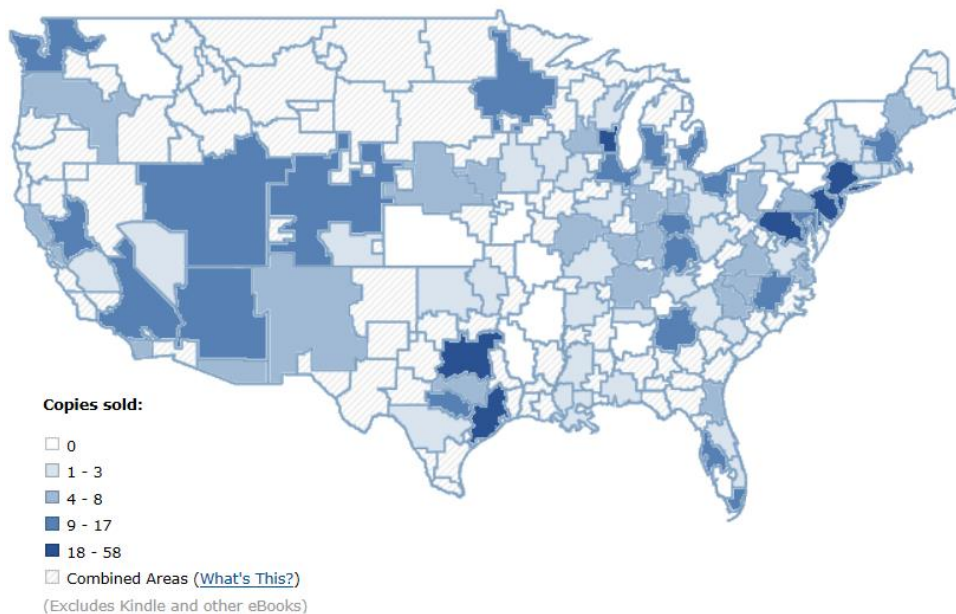 Copies sold:
0
1 - 3
4 - 8
9 - 17
18 - 58
Combined Areas (What's This?)
(Excludes Kindle and other eBooks)